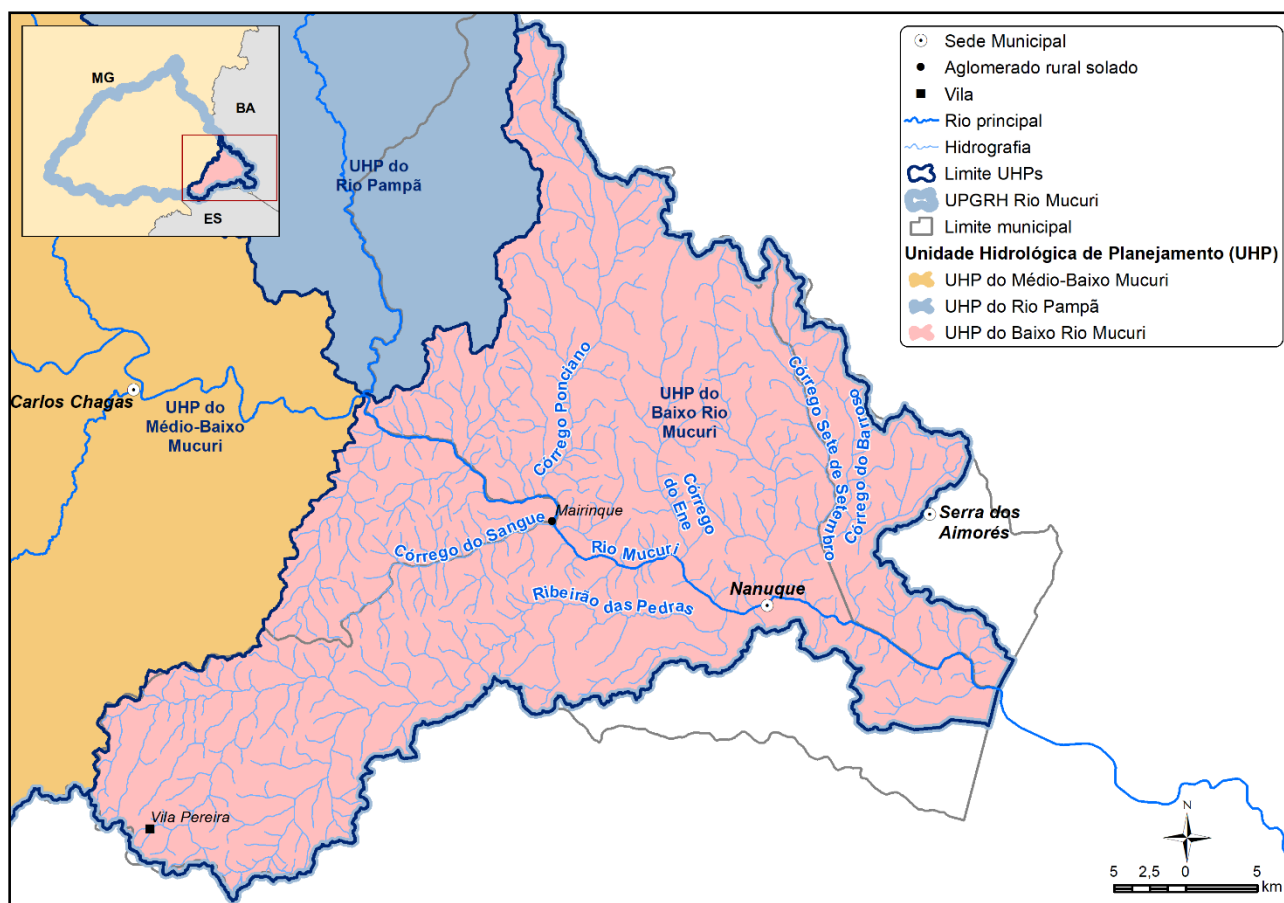 MG
BA
ES
Sede Municipal
Aglomerado rural solado
Vila
Rio principal
Hidrografia
Limite UHPs
UPGRH Rio Mucuri
Limite municipal
Unidade Hidrológica de Planejamento (UHP)
UHP do Médio-Baixo Mucuri
UHP do Rio Pampã
UHP do Baixo Rio Mucuri
UHP do
Rio Pampã
Carlos Chagas
UHP do
Médio-Baixo
Mucuri
Córrego Ponciano
UHP do
Baixo Rio
Mucuri
Córrego Sete de Setembro
Córrego do Barroso
Córrego
do Ene
Serra dos
Aimorés
Mairinque
Córrego do Sangue
Rio Mucuri
Ribeirão das Pedras
Nanuque
Vila Pereira
N
5 2,5 0 5
km